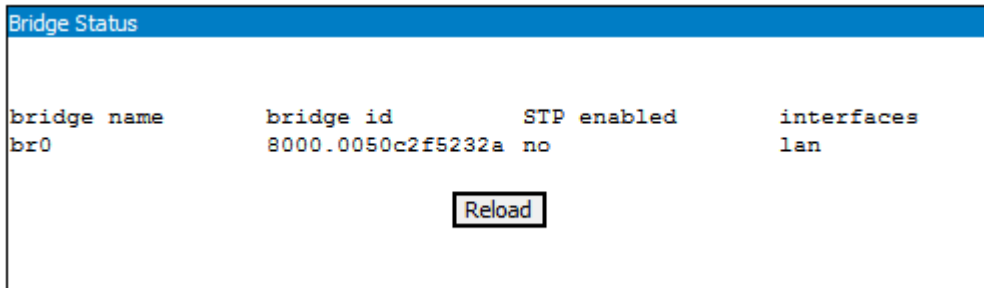 Bridge Status
bridge name bridge id STP enabled interfaces
br0 8000.0050c2f5232a no lan
Reload